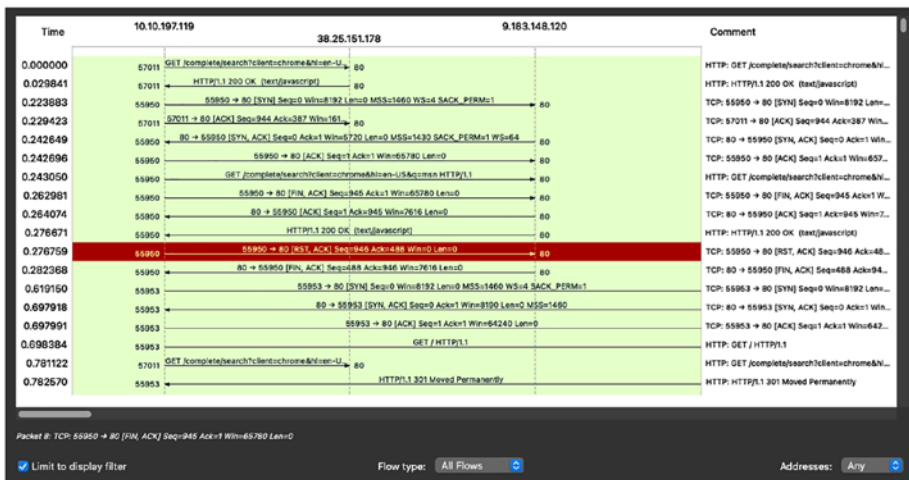 10.10.197.119 9.183.148.120
Time 38.25.151.178 Comment
0.000000 57011 GET /complete/search?client=chrome&hl=en-U... 80 HTTP: GET /complete/search?client=chrome&hl...
0.029841 57011 HTTP/1.1 200 OK (text/javascript) 80 HTTP: HTTP/1.1 200 OK (text/javascript)
0.223883 55950 55950 → 80 [SYN] Seq=0 Win=8192 Len=0 MSS=1460 WS=4 SACK_PERM=1 80 TCP: 55950 → 80 [SYN] Seq=0 Win=8192 Len=...
0.229423 57011 57011 → 80 [ACK] Seq=944 Ack=387 Win=161... 80 TCP: 57011 → 80 [ACK] Seq=944 Ack=387 Win...
0.242649 55950 80 → 55950 [SYN, ACK] Seq=0 Ack=1 Win=5720 Len=0 MSS=1430 SACK_PERM=1 WS=64 80 TCP: 80 → 55950 [SYN, ACK] Seq=0 Ack=1 Win...
0.242696 55950 55950 → 80 [ACK] Seq=1 Ack=1 Win=65780 Len=0 80 TCP: 55950 → 80 [ACK] Seq=1 Ack=1 Win=657...
0.243050 55950 GET /complete/search?client=chrome&hl=en-US&q=msn HTTP/1.1 80 HTTP: GET /complete/search?client=chrome&hl...
0.262981 55950 55950 → 80 [FIN, ACK] Seq=945 Ack=1 Win=65780 Len=0 80 TCP: 55950 → 80 [FIN, ACK] Seq=945 Ack=1 W...
0.264074 55950 80 → 55950 [ACK] Seq=1 Ack=945 Win=7616 Len=0 80 TCP: 80 → 55950 [ACK] Seq=1 Ack=945 Win=7...
0.276671 55950 HTTP/1.1 200 OK (text/javascript) 80 HTTP: HTTP/1.1 200 OK (text/javascript)
0.276759 55950 55950 → 80 [RST, ACK] Seq=946 Ack=488 Win=0 Len=0 80 TCP: 55950 → 80 [RST, ACK] Seq=946 Ack=48...
0.282368 55950 80 → 55950 [FIN, ACK] Seq=488 Ack=946 Win=7616 Len=0 80 TCP: 80 → 55950 [FIN, ACK] Seq=488 Ack=94...
0.619150 55953 55953 → 80 [SYN] Seq=0 Win=8192 Len=0 MSS=1460 WS=4 SACK_PERM=1 TCP: 55953 → 80 [SYN] Seq=0 Win=8192 Len=...
0.697918 55953 80 → 55953 [SYN, ACK] Seq=0 Ack=1 Win=8190 Len=0 MSS=1460 TCP: 80 → 55953 [SYN, ACK] Seq=0 Ack=1 Win...
0.697991 55953 55953 → 80 [ACK] Seq=1 Ack=1 Win=64240 Len=0 TCP: 55953 → 80 [ACK] Seq=1 Ack=1 Win=642...
0.698384 55953 GET / HTTP/1.1 HTTP: GET / HTTP/1.1
0.781122 57011 GET /complete/search?client=chrome&hl=en-U... 80 HTTP: GET /complete/search?client=chrome&hl...
0.782570 55953 HTTP/1.1 301 Moved Permanently HTTP: HTTP/1.1 301 Moved Permanently
Packet 8: TCP: 55950 → 80 [FIN, ACK] Seq=945 Ack=1 Win=65780 Len=0
Limit to display filter Flow type: All Flows Addresses: Any